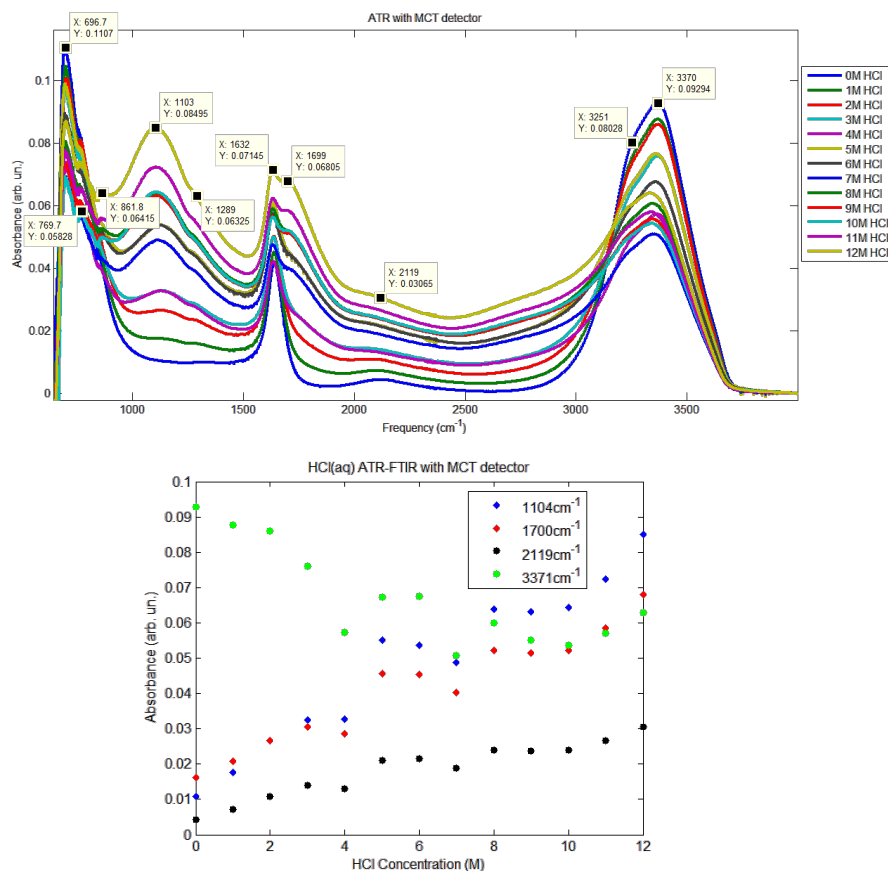 ATR with MCT detector
X: 696.7
Y: 0.1107
X: 1103
Y: 0.08495
X: 1632
Y: 0.07145
X: 1699
Y: 0.06805
X: 3251
Y: 0.08028
X: 3370
Y: 0.09294
X: 769.7
Y: 0.05828
X: 861.8
Y: 0.06415
X: 1289
Y: 0.06325
X: 2119
Y: 0.03065
Absorbance (arb. un.)
0.1
0.08
0.06
0.04
0.02
0
1000
1500
2000
2500
3000
3500
Frequency (cm-1)
0M HCl
1M HCl
2M HCl
3M HCl
4M HCl
5M HCl
6M HCl
7M HCl
8M HCl
9M HCl
10M HCl
11M HCl
12M HCl
HCl(aq) ATR-FTIR with MCT detector
Absorbance (arb. un.)
0.1
0.09
0.08
0.07
0.06
0.05
0.04
0.03
0.02
0.01
0
0
2
4
6
8
10
12
HCl Concentration (M)
1104cm-1
1700cm-1
2119cm-1
3371cm-1